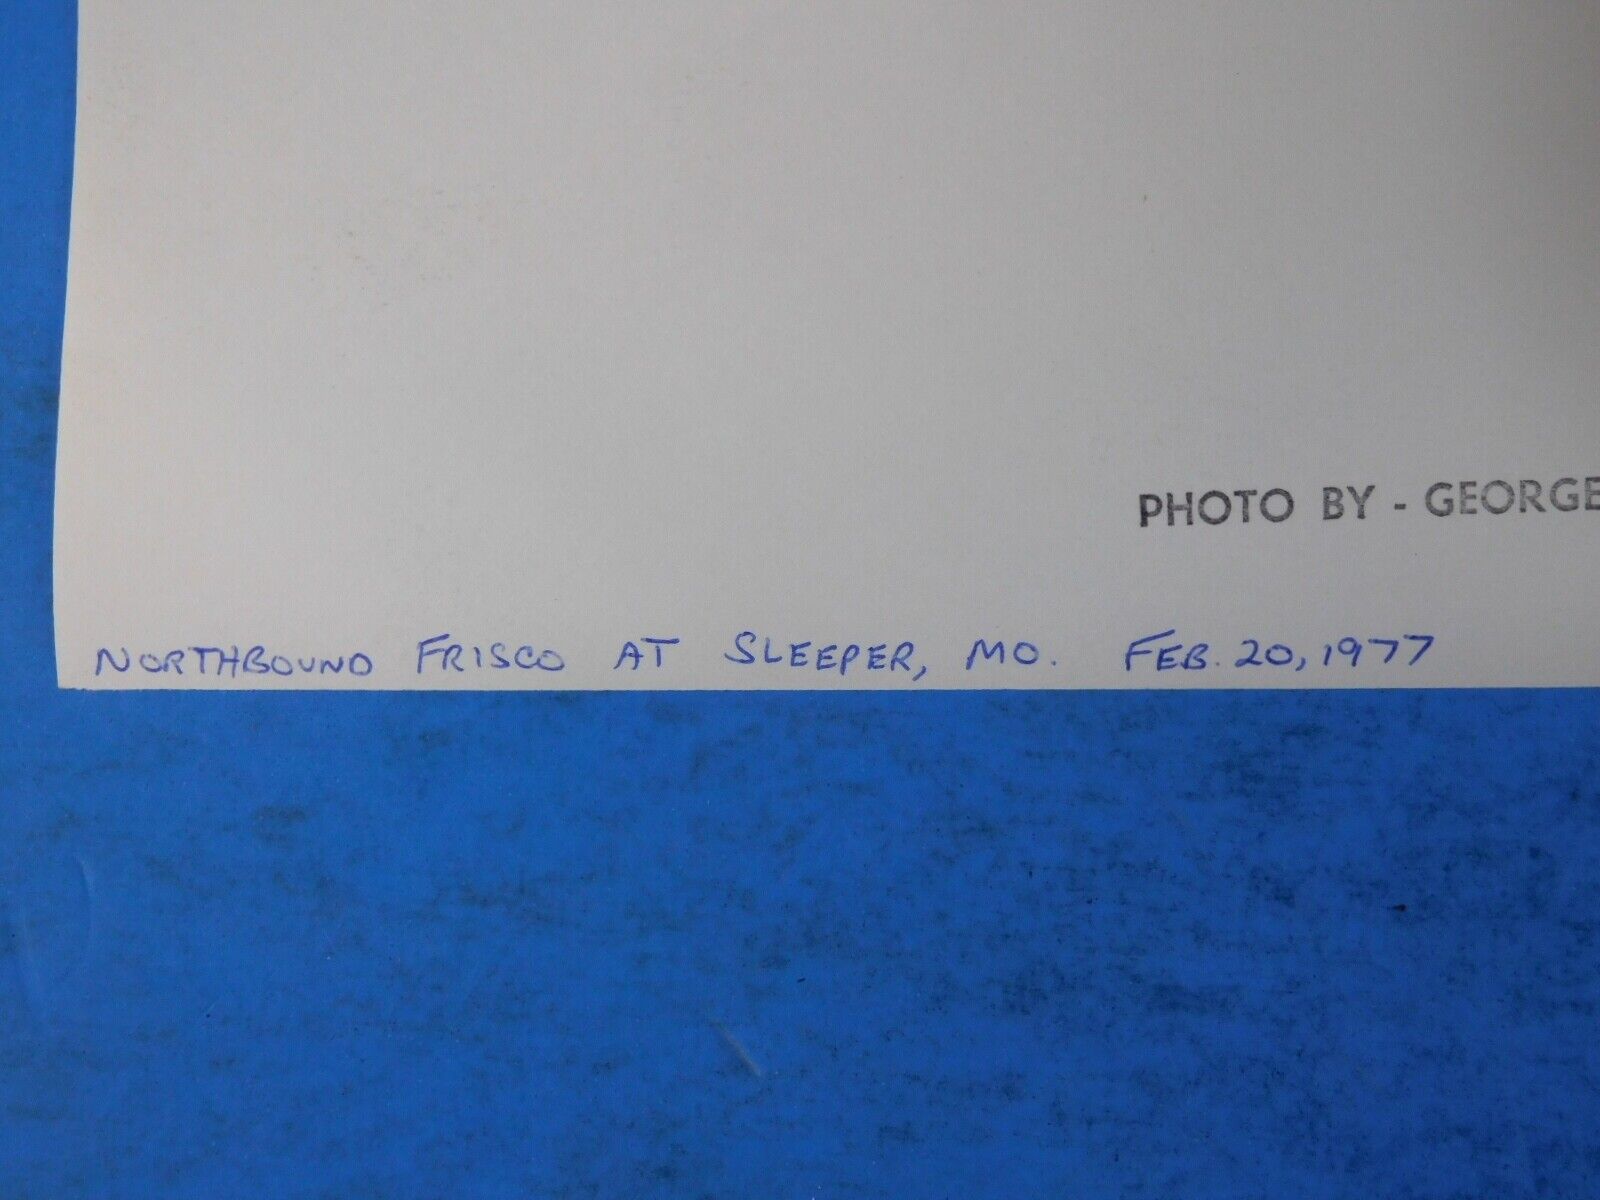 PHOTO BY - GEORGE
NORTHBOUND FRISCO AT SLEEPER, MO. FEB. 20, 1977